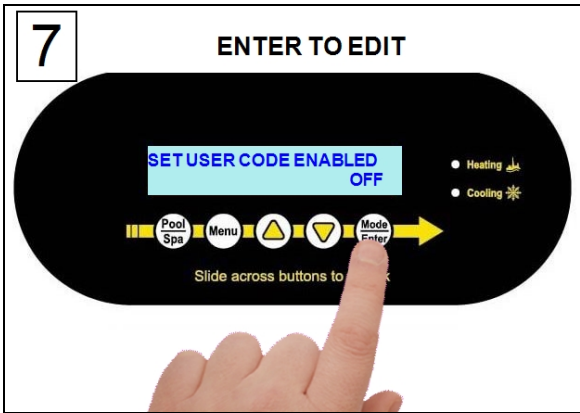 7
ENTER TO EDIT
SET USER CODE ENABLED
OFF
Heating
Cooling
Pool
Spa
Menu
Mode
Enter
Slide across buttons to